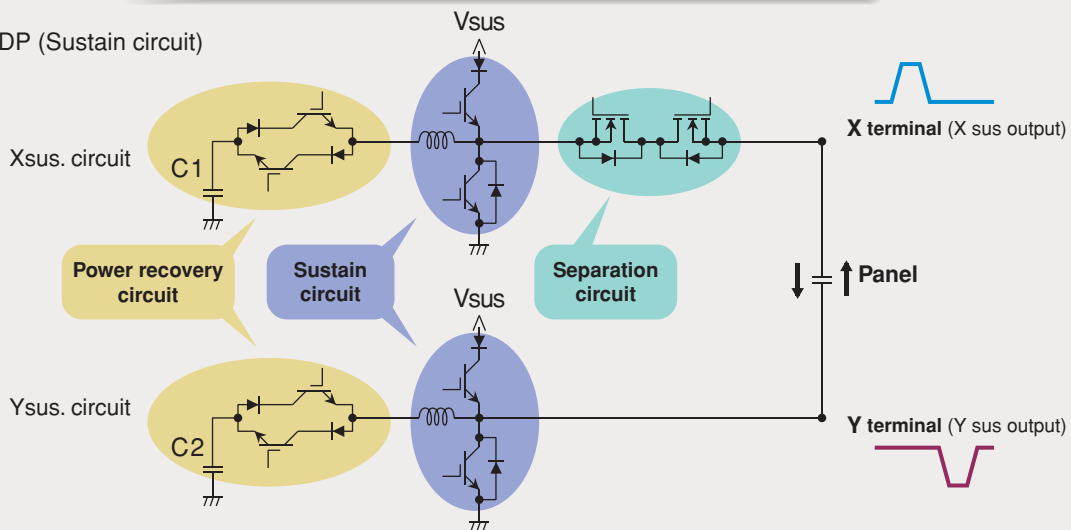 DP (Sustain circuit)
Vsus
Xsus. circuit
C1
X terminal (X sus output)
Power recovery
circuit
Sustain
circuit
Separation
circuit
Panel
Vsus
Ysus. circuit
C2
Y terminal (Y sus output)